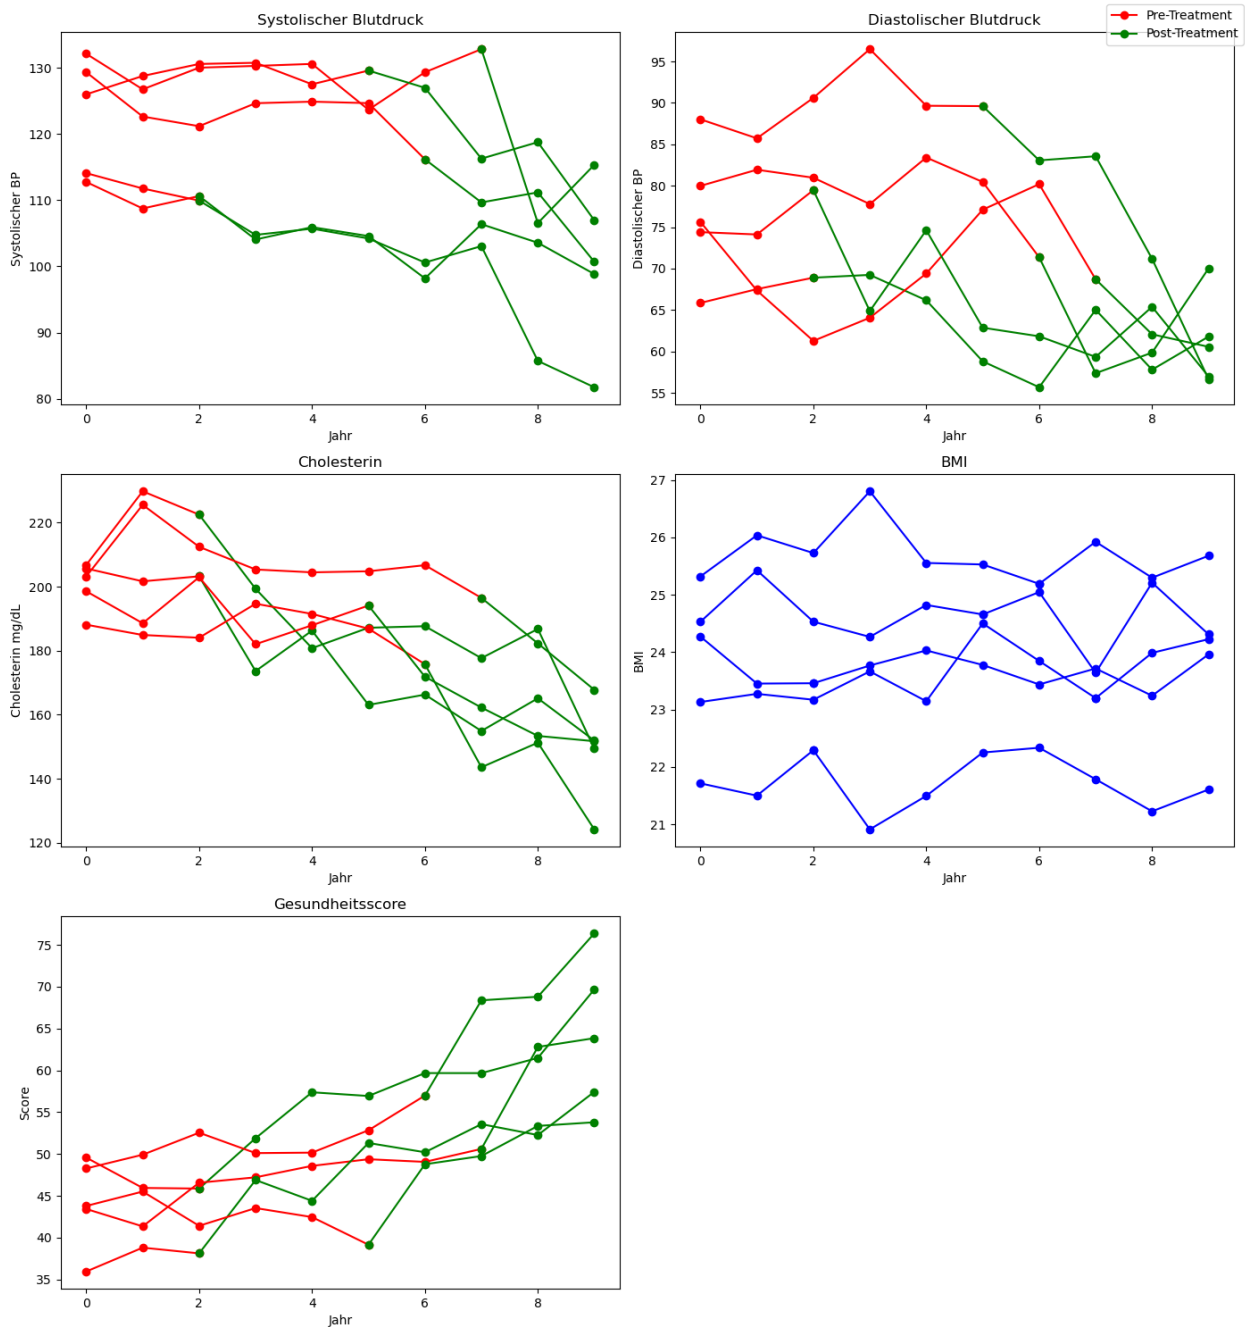 Systolischer Blutdruck
Systolischer BP
130
120
110
100
90
80
0 2 4 6 8
Jahr
Diastolischer Blutdruck
Pre-Treatment
Post-Treatment
Diastolischer BP
95
90
85
80
75
70
65
60
55
0 2 4 6 8
Jahr
Cholesterin
Cholesterin mg/dL
220
200
180
160
140
120
0 2 4 6 8
Jahr
BMI
BMI
27
26
25
24
23
22
21
0 2 4 6 8
Jahr
Gesundheitsscore
Score
75
70
65
60
55
50
45
40
35
0 2 4 6 8
Jahr